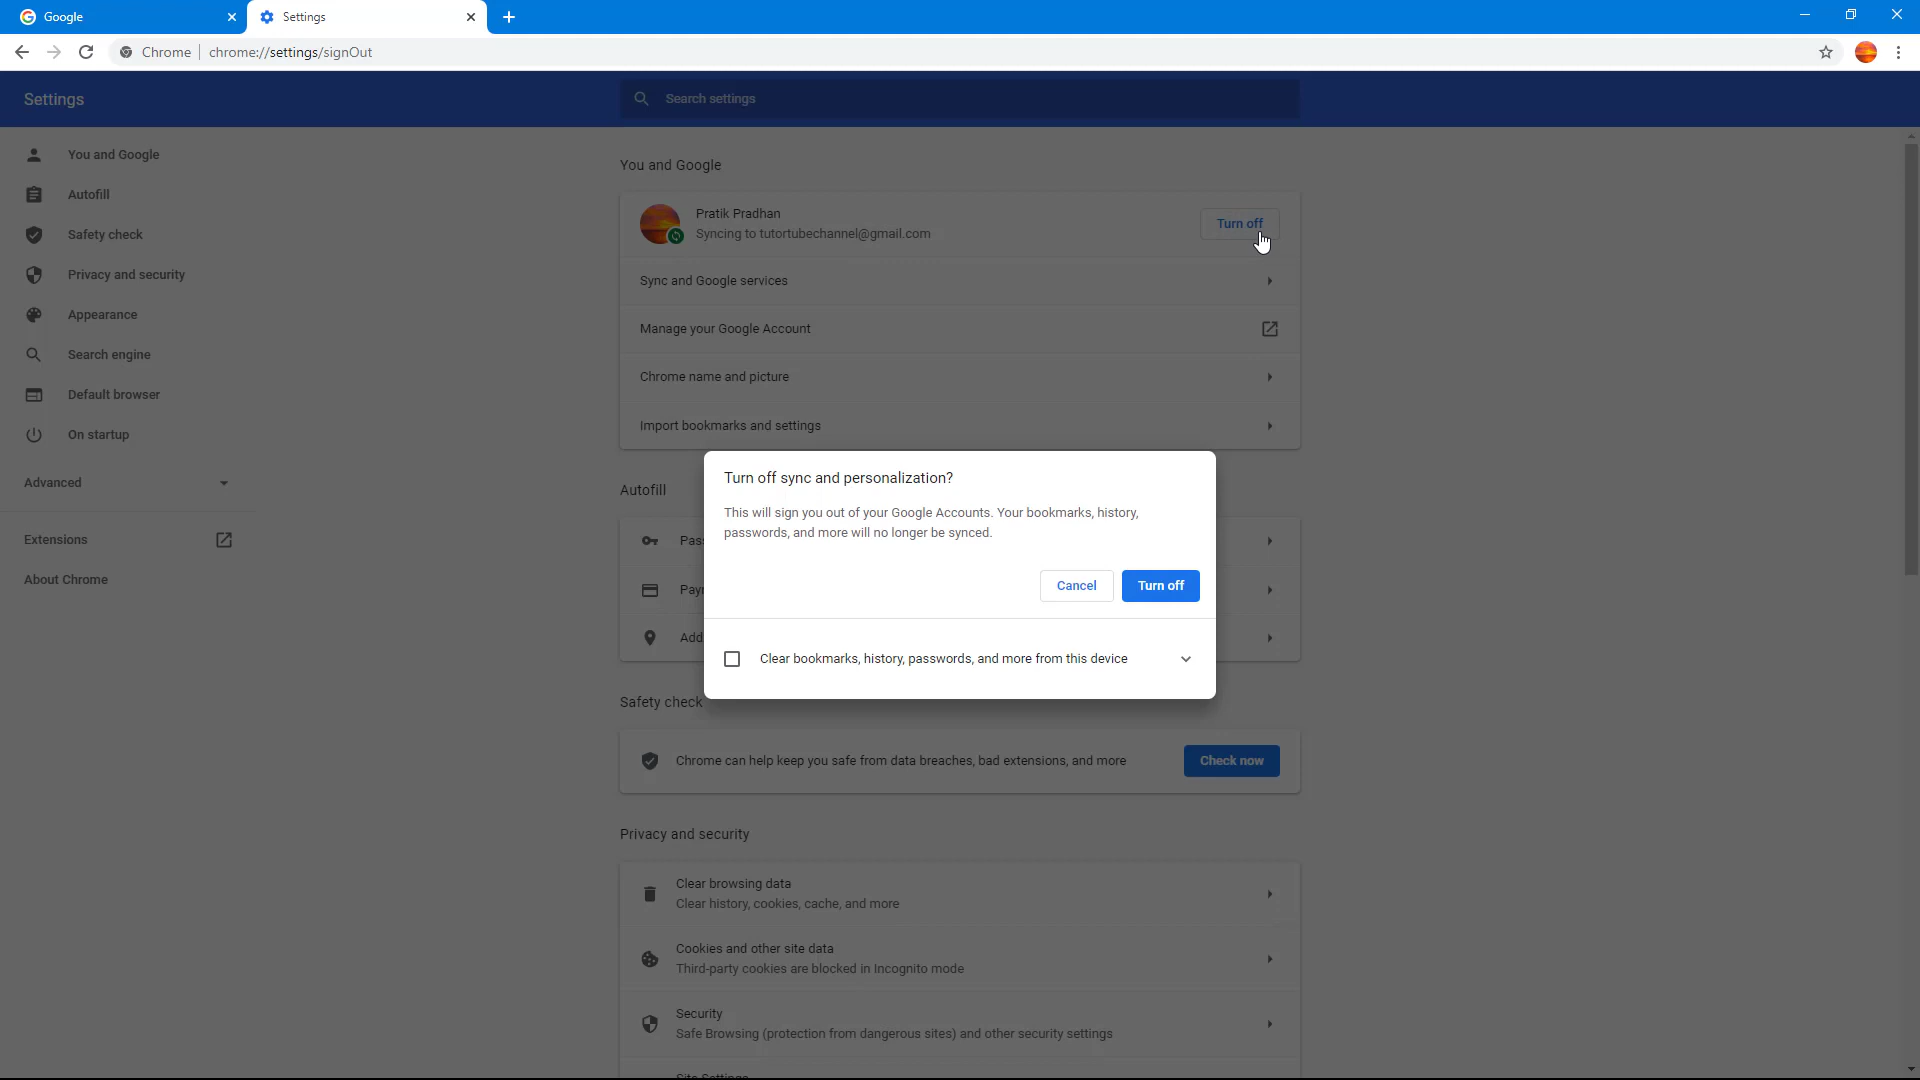 Google
Settings
Chrome
chrome://settings/signOut
Settings
Search settings
You and Google
Autofill
Safety check
Privacy and security
Appearance
Search engine
Default browser
On startup
Advanced
Extensions
About Chrome
You and Google
Pratik Pradhan
Syncing to tutortubechannel@gmail.com
Turn off
Sync and Google services
Manage your Google Account
Chrome name and picture
Import bookmarks and settings
Autofill
Pas
Pay
Add
Turn off sync and personalization?
This will sign you out of your Google Accounts. Your bookmarks, history,
passwords, and more will no longer be synced.
Cancel
Turn off
Clear bookmarks, history, passwords, and more from this device
Safety check
Chrome can help keep you safe from data breaches, bad extensions, and more
Check now
Privacy and security
Clear browsing data
Clear history, cookies, cache, and more
Cookies and other site data
Third-party cookies are blocked in Incognito mode
Security
Safe Browsing (protection from dangerous sites) and other security settings
Site Settings